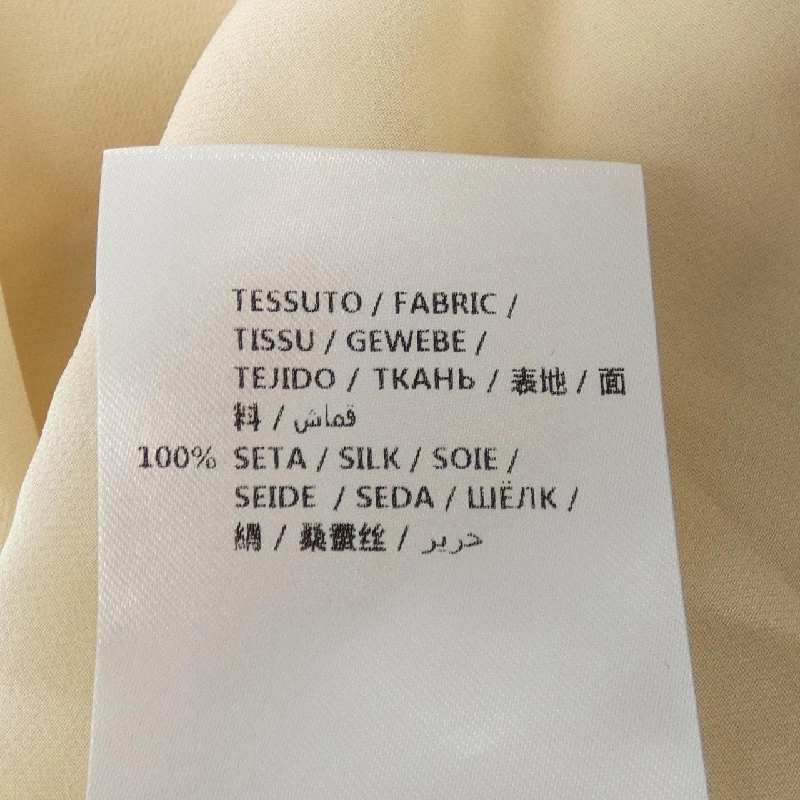 TESSUTO / FABRIC /
TISSU / GEWEBE /
TEJIDO / ТКАНЬ / 表地 / 面
料 / قماش
100% SETA / SILK / SOIE /
SEIDE / SEDA / ШЁЛК /
絹 / 桑蠶丝 / حرير